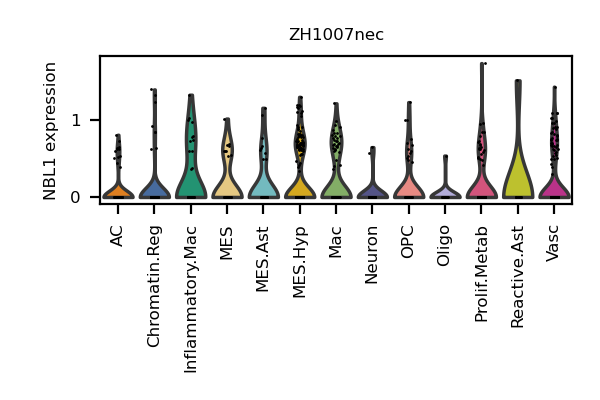 ZH1007nec
NBL1 expression
1
0
AC
Chromatin.Reg
Inflammatory.Mac
MES
MES.Ast
MES.Hyp
Mac
Neuron
OPC
Oligo
Prolif.Metab
Reactive.Ast
Vasc